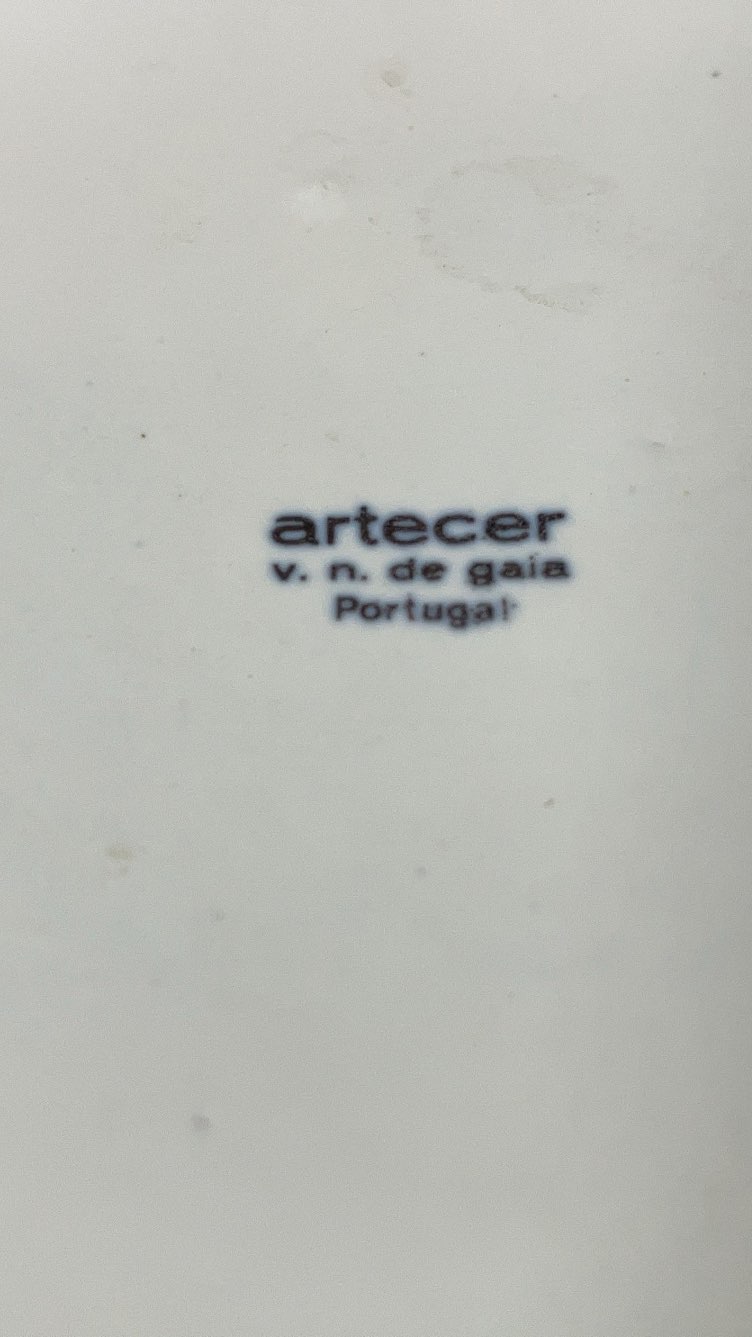 artecer
v. n. de gaia
Portugal